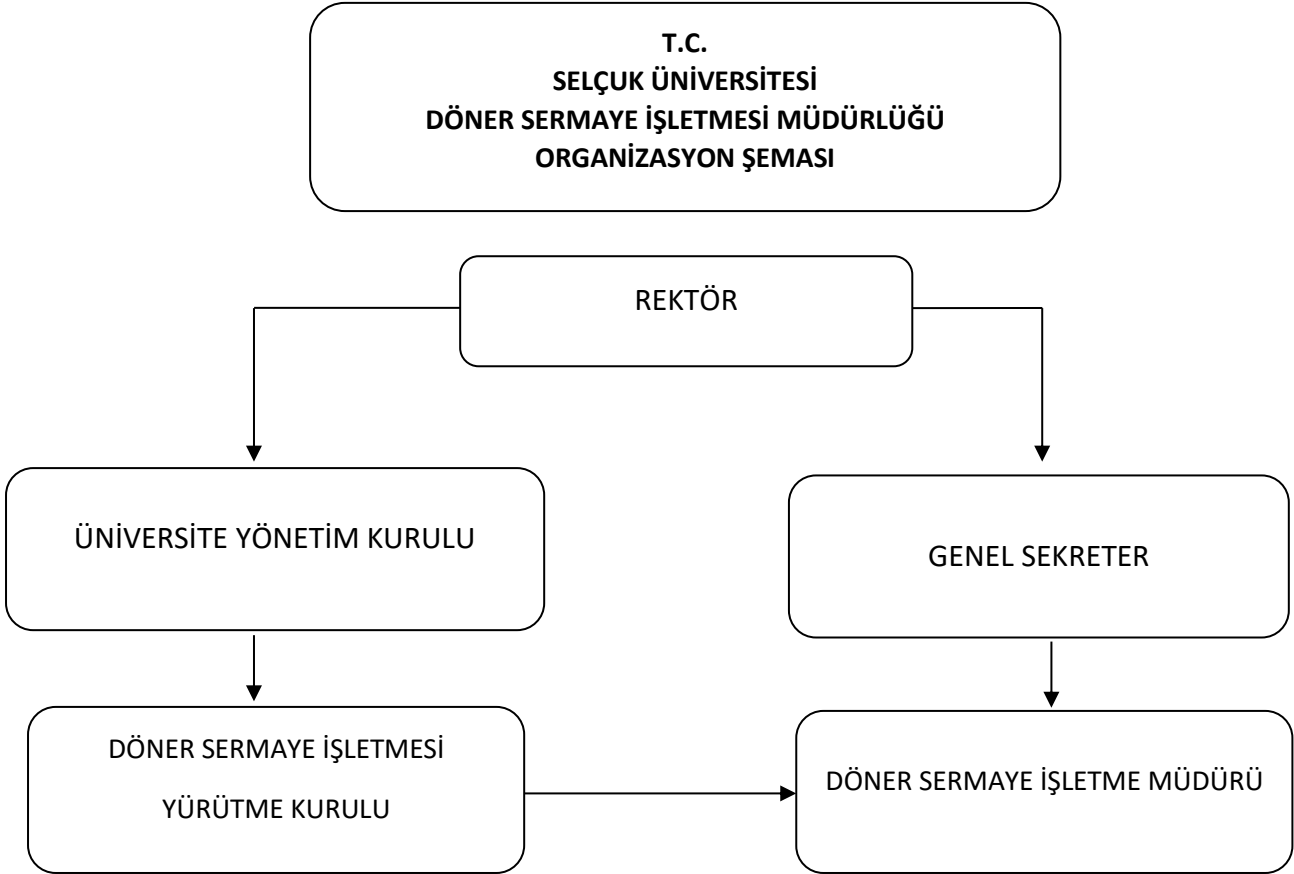 T.C.
SELÇUK ÜNİVERSİTESİ
DÖNER SERMAYE İŞLETMESİ MÜDÜRLÜĞÜ
ORGANİZASYON ŞEMASI
REKTÖR
ÜNİVERSİTE YÖNETİM KURULU
GENEL SEKRETER
DÖNER SERMAYE İŞLETMESİ
YÜRÜTME KURULU
DÖNER SERMAYE İŞLETME MÜDÜRÜ